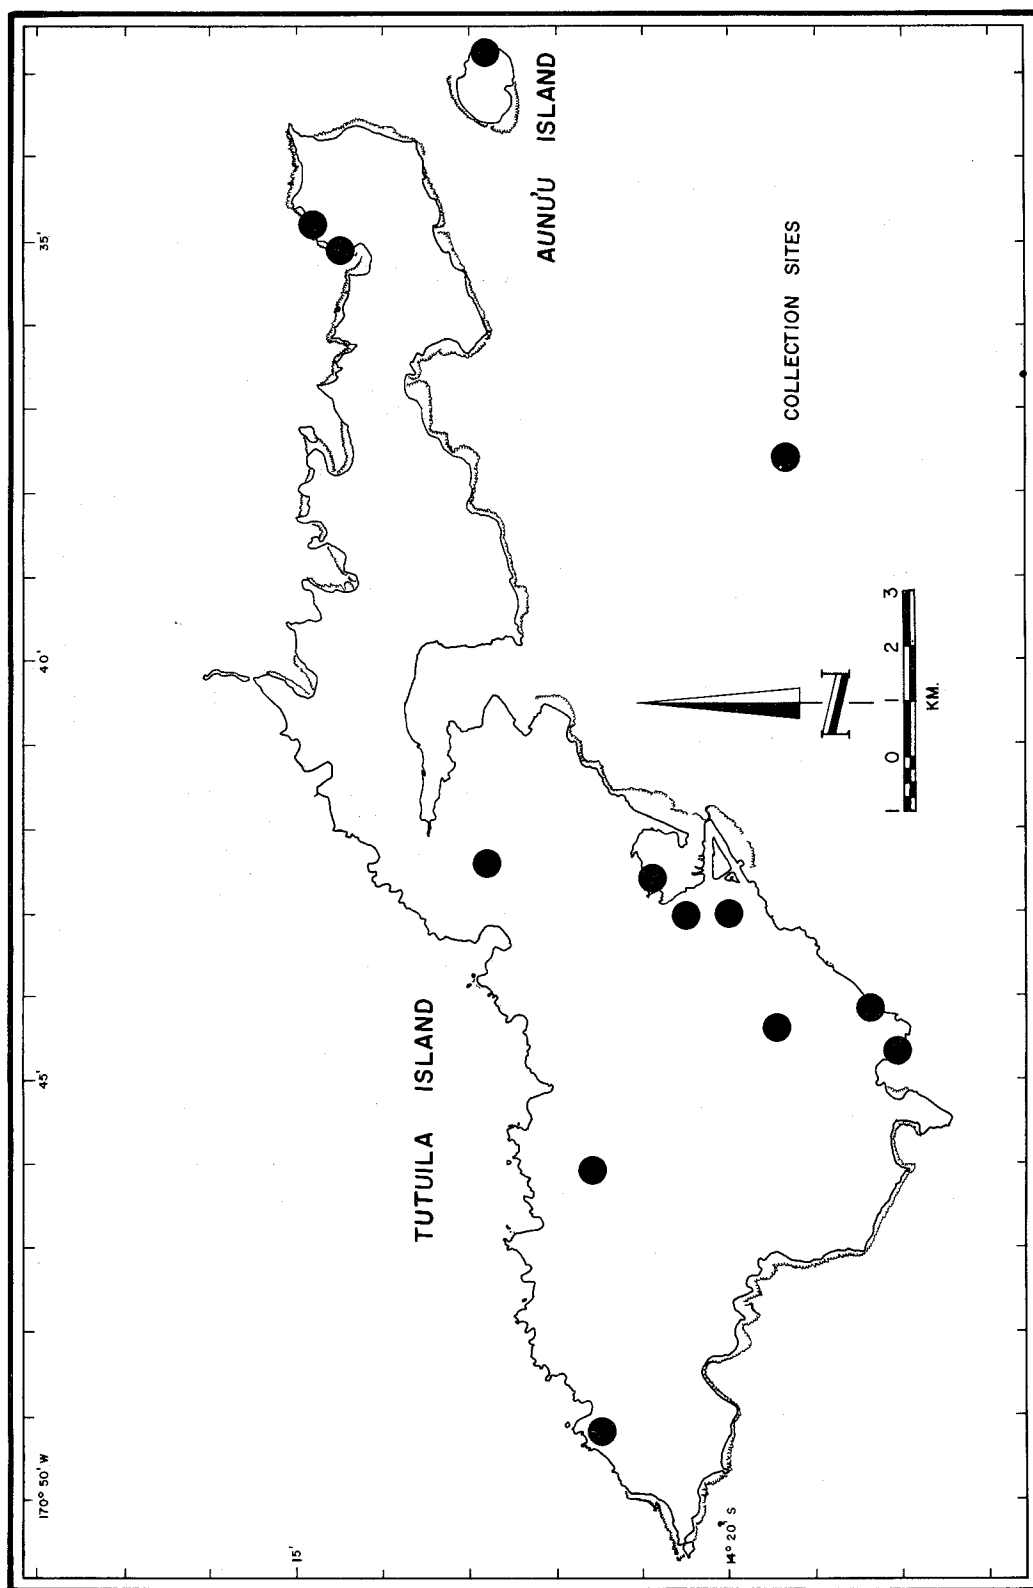 170° 50' W
45'
40'
35'
15'
14° 20' S
TUTUILA ISLAND
AUNU'U ISLAND
COLLECTION SITES
N
1 0 1 2 3
KM.